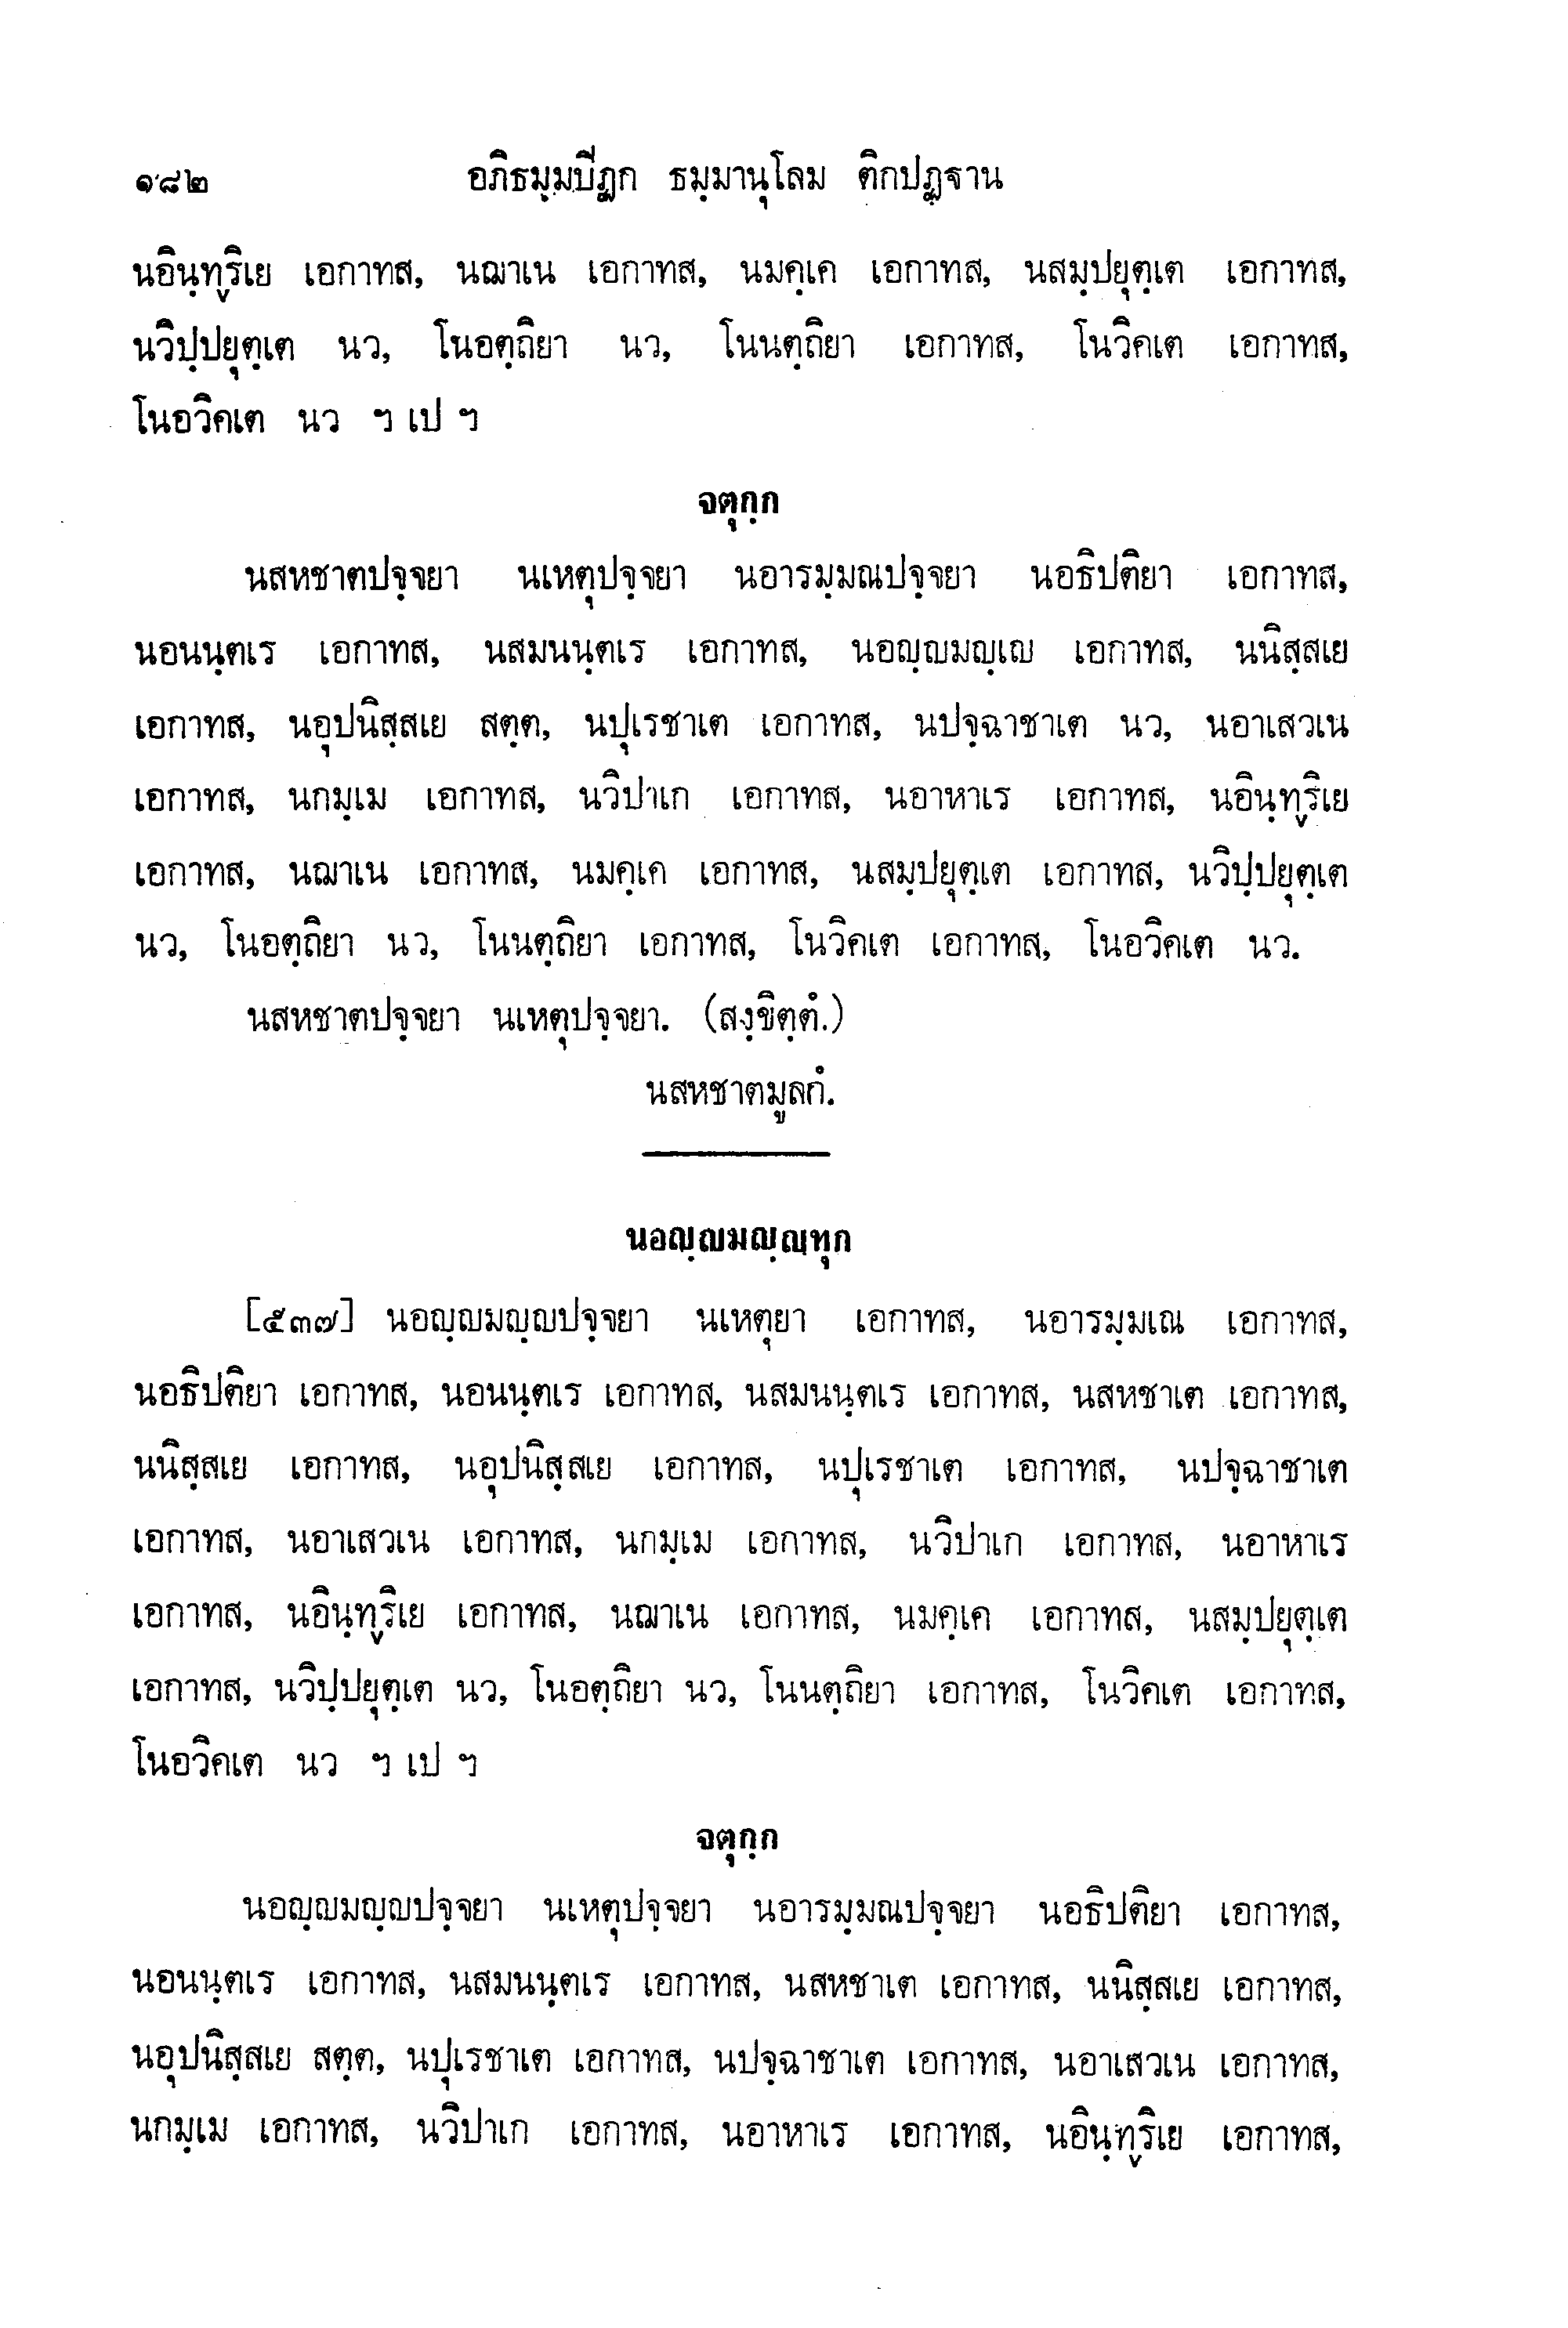 ๑๘๒ อภิธมฺมปีฏก ธมฺมานุโลม ติกปฏฺฐาน
นอินฺทฺริเย เอกาทส, นฌาเน เอกาทส, นมคฺเค เอกาทส, นสมฺปยุตฺเต เอกาทส,
นวิปฺปยุตฺเต นว, โนอตฺถิยา นว, โนนตฺถิยา เอกาทส, โนวิคเต เอกาทส,
โนอวิคเต นว ฯ เป ฯ
จตุกฺก
นสหชาตปจฺจยา นเหตุปจฺจยา นอารมฺมณปจฺจยา นอธิปติยา เอกาทส,
นอนนฺตเร เอกาทส, นสมนนฺตเร เอกาทส, นอญฺญมญฺเญ เอกาทส, นนิสฺสเย
เอกาทส, นอุปนิสฺสเย สตฺต, นปุเรชาเต เอกาทส, นปจฺฉาชาเต นว, นอาเสวเน
เอกาทส, นกมฺเม เอกาทส, นวิปาเก เอกาทส, นอาหาเร เอกาทส, นอินฺทฺริเย
เอกาทส, นฌาเน เอกาทส, นมคฺเค เอกาทส, นสมฺปยุตฺเต เอกาทส, นวิปฺปยุตฺเต
นว, โนอตฺถิยา นว, โนนตฺถิยา เอกาทส, โนวิคเต เอกาทส, โนอวิคเต นว.
นสหชาตปจฺจยา นเหตุปจฺจยา. (สงฺขิตฺตํ.)
นสหชาตมูลกํ.
นอญฺญมญฺญทุก
[๕๓๗] นอญฺญมญฺญปจฺจยา นเหตุยา เอกาทส, นอารมฺมเณ เอกาทส,
นอธิปติยา เอกาทส, นอนนฺตเร เอกาทส, นสมนนฺตเร เอกาทส, นสหชาเต เอกาทส,
นนิสฺสเย เอกาทส, นอุปนิสฺสเย เอกาทส, นปุเรชาเต เอกาทส, นปจฺฉาชาเต
เอกาทส, นอาเสวเน เอกาทส, นกมฺเม เอกาทส, นวิปาเก เอกาทส, นอาหาเร
เอกาทส, นอินฺทฺริเย เอกาทส, นฌาเน เอกาทส, นมคฺเค เอกาทส, นสมฺปยุตฺเต
เอกาทส, นวิปฺปยุตฺเต นว, โนอตฺถิยา นว, โนนตฺถิยา เอกาทส, โนวิคเต เอกาทส,
โนอวิคเต นว ฯ เป ฯ
จตุกฺก
นอญฺญมญฺญปจฺจยา นเหตุปจฺจยา นอารมฺมณปจฺจยา นอธิปติยา เอกาทส,
นอนนฺตเร เอกาทส, นสมนนฺตเร เอกาทส, นสหชาเต เอกาทส, นนิสฺสเย เอกาทส,
นอุปนิสฺสเย สตฺต, นปุเรชาเต เอกาทส, นปจฺฉาชาเต เอกาทส, นอาเสวเน เอกาทส,
นกมฺเม เอกาทส, นวิปาเก เอกาทส, นอาหาเร เอกาทส, นอินฺทฺริเย เอกาทส,